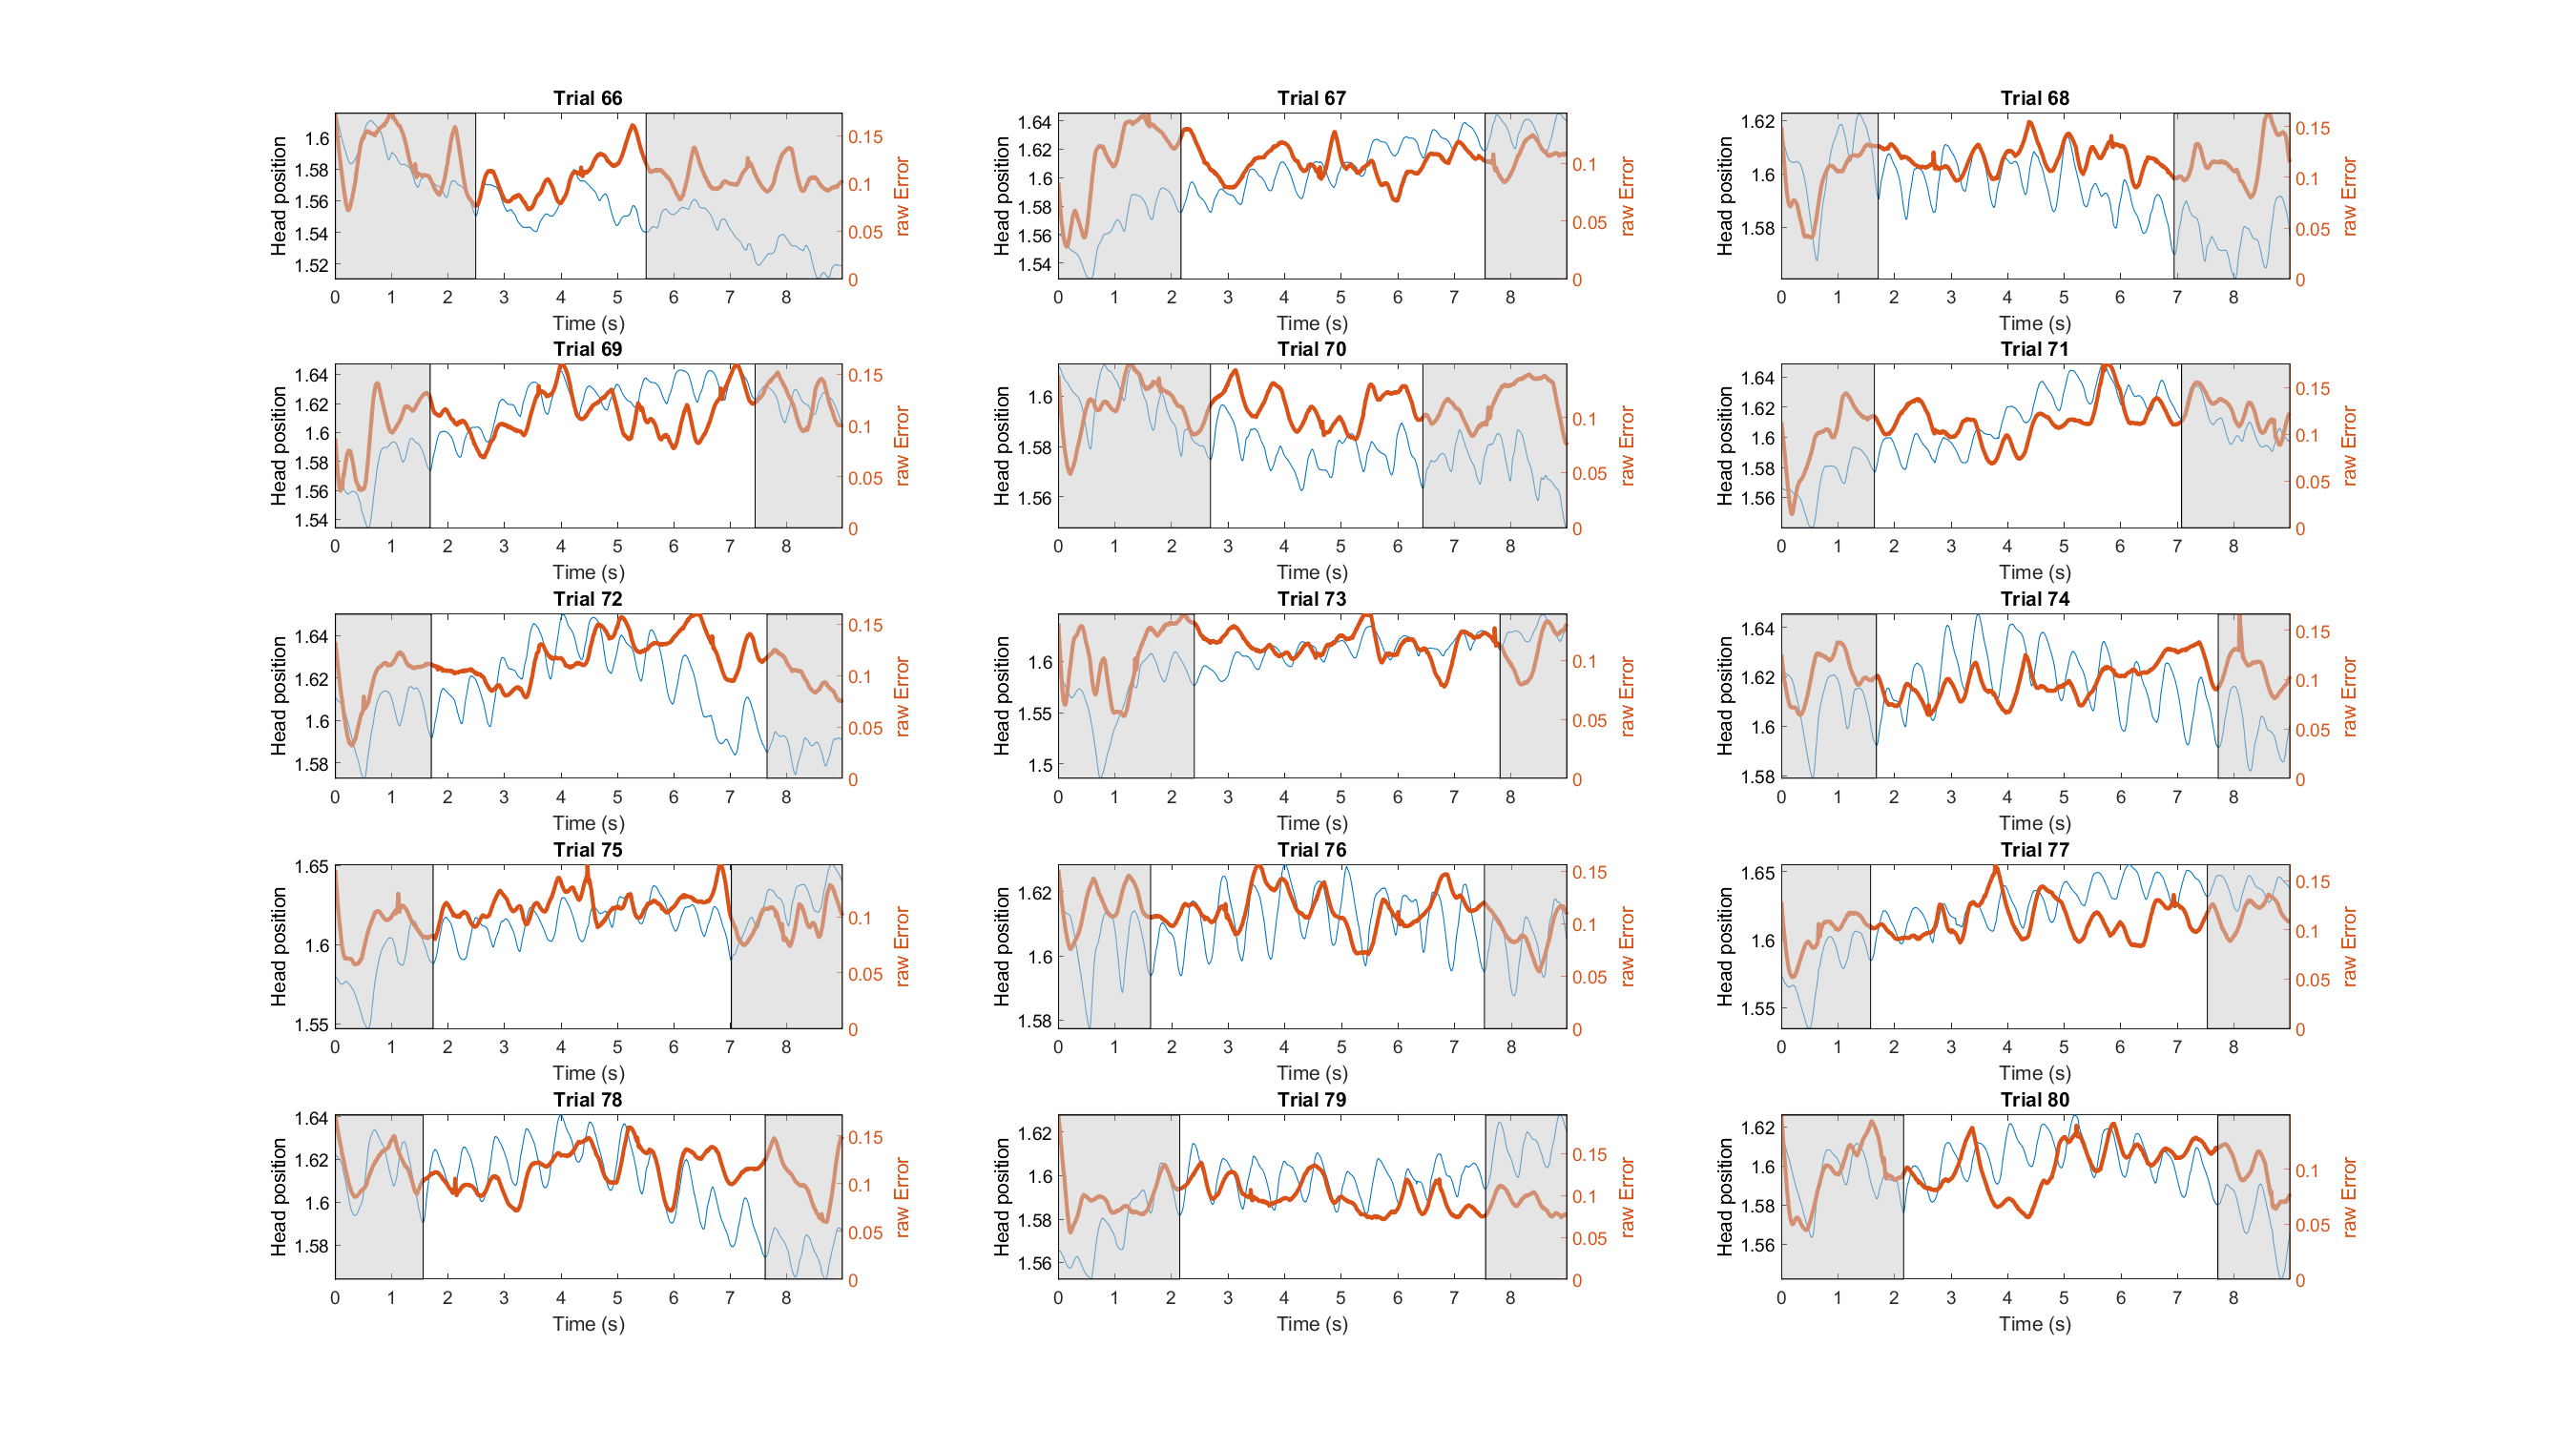 Trial 66
Head position
1.6
1.58
1.56
1.54
1.52
0.15
0.1
0.05
0
raw Error
0 1 2 3 4 5 6 7 8
Time (s)
Trial 67
Head position
1.64
1.62
1.6
1.58
1.56
1.54
0.1
0.05
0
raw Error
0 1 2 3 4 5 6 7 8
Time (s)
Trial 68
Head position
1.62
1.6
1.58
0.15
0.1
0.05
0
raw Error
0 1 2 3 4 5 6 7 8
Time (s)
Trial 69
Head position
1.64
1.62
1.6
1.58
1.56
1.54
0.15
0.1
0.05
0
raw Error
0 1 2 3 4 5 6 7 8
Time (s)
Trial 70
Head position
1.6
1.58
1.56
0.1
0.05
0
raw Error
0 1 2 3 4 5 6 7 8
Time (s)
Trial 71
Head position
1.64
1.62
1.6
1.58
1.56
0.15
0.1
0.05
0
raw Error
0 1 2 3 4 5 6 7 8
Time (s)
Trial 72
Head position
1.64
1.62
1.6
1.58
0.15
0.1
0.05
0
raw Error
0 1 2 3 4 5 6 7 8
Time (s)
Trial 73
Head position
1.6
1.55
1.5
0.1
0.05
0
raw Error
0 1 2 3 4 5 6 7 8
Time (s)
Trial 74
Head position
1.64
1.62
1.6
1.58
0.15
0.1
0.05
0
raw Error
0 1 2 3 4 5 6 7 8
Time (s)
Trial 75
Head position
1.65
1.6
1.55
0.1
0.05
0
raw Error
0 1 2 3 4 5 6 7 8
Time (s)
Trial 76
Head position
1.62
1.6
1.58
0.15
0.1
0.05
0
raw Error
0 1 2 3 4 5 6 7 8
Time (s)
Trial 77
Head position
1.65
1.6
1.55
0.15
0.1
0.05
0
raw Error
0 1 2 3 4 5 6 7 8
Time (s)
Trial 78
Head position
1.64
1.62
1.6
1.58
0.15
0.1
0.05
0
raw Error
0 1 2 3 4 5 6 7 8
Time (s)
Trial 79
Head position
1.62
1.6
1.58
1.56
0.15
0.1
0.05
0
raw Error
0 1 2 3 4 5 6 7 8
Time (s)
Trial 80
Head position
1.62
1.6
1.58
1.56
0.1
0.05
0
raw Error
0 1 2 3 4 5 6 7 8
Time (s)